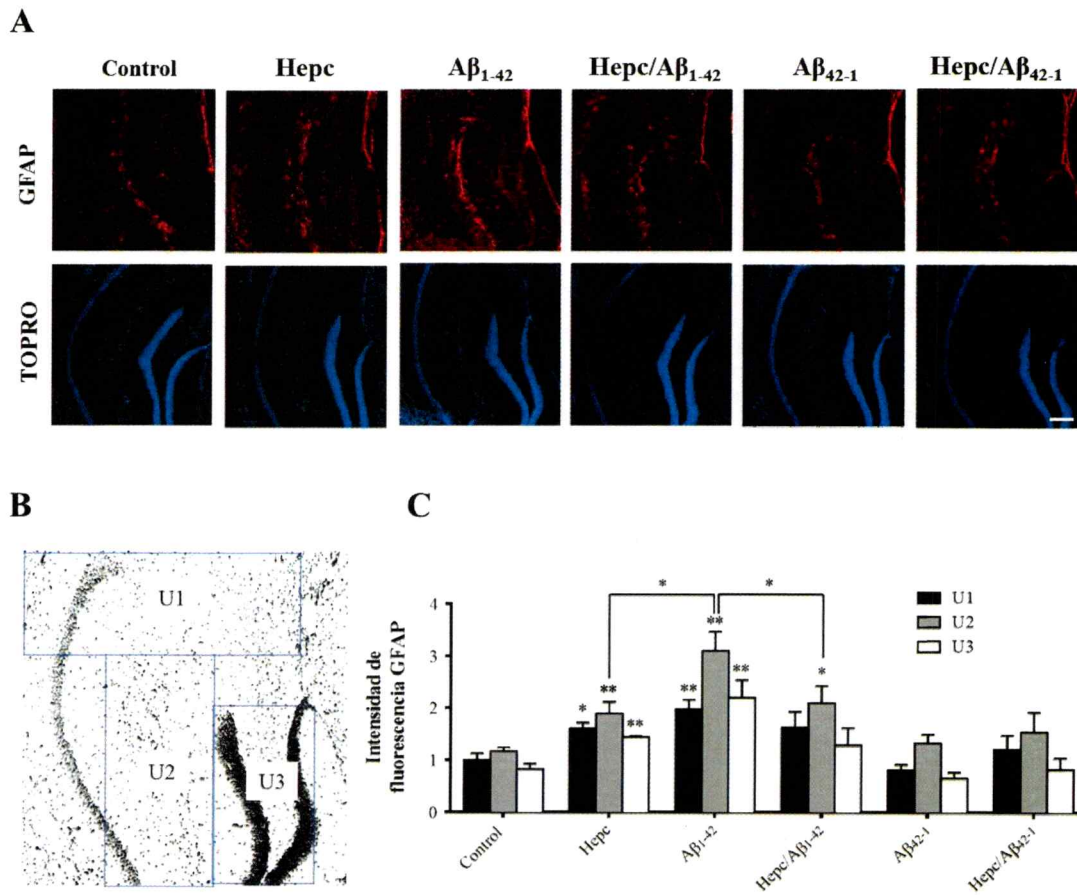 A
Control Hepc Aβ1-42 Hepc/Aβ1-42 Aβ42-1 Hepc/Aβ42-1
GFAP
TOPRO
B
U1
U2
U3
C
Intensidad de
fluorescencia GFAP
4
3
2
1
0
* *
* ** ** ** ** ** *
U1
U2
U3
Control Hepc Aβ1-42 Hepc/Aβ1-42 Aβ42-1 Hepc/Aβ42-1